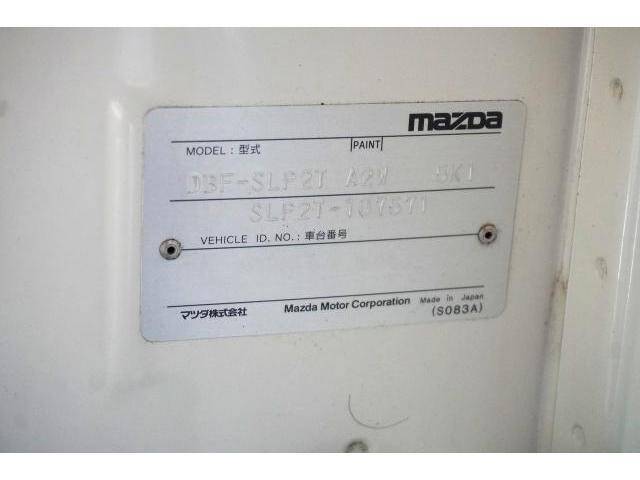 mazda
MODEL : 型式 PAINT
DBF-SLP2T A2W 5K1
SLP2T-107571
VEHICLE ID. NO. : 車台番号
マツダ株式会社 Mazda Motor Corporation Made in Japan
(S083A)